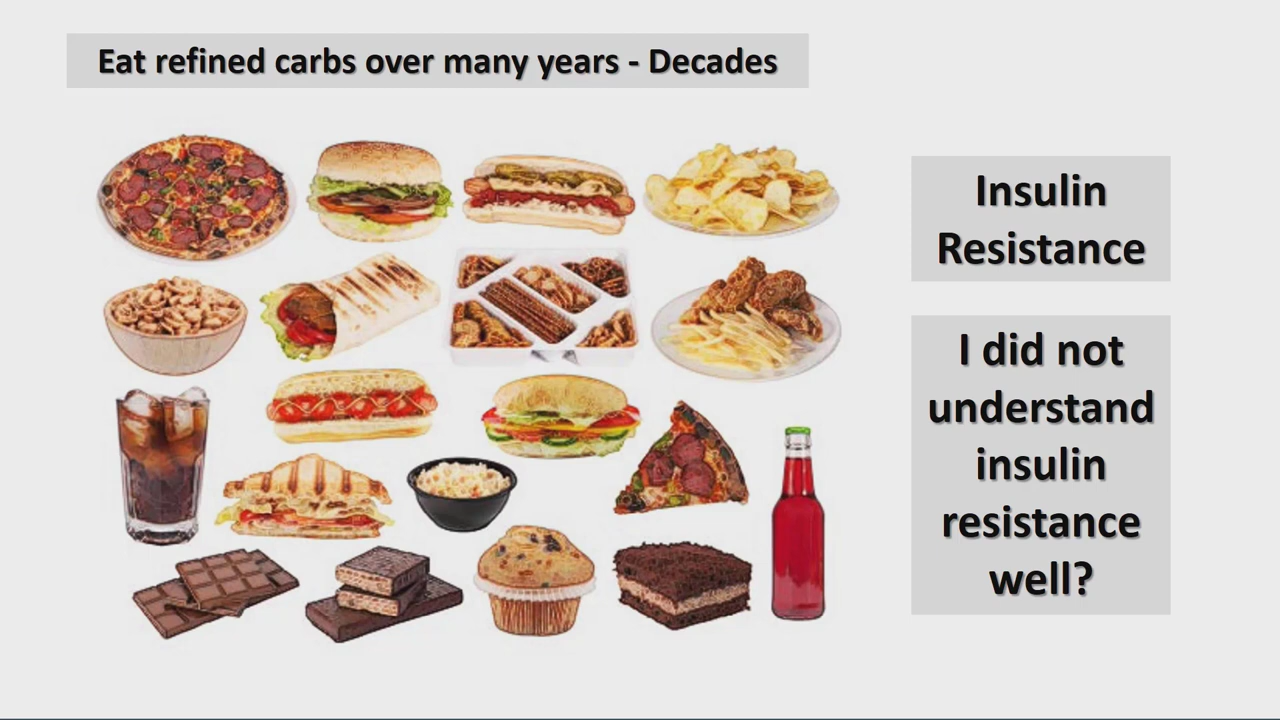 Eat refined carbs over many years - Decades
Insulin
Resistance
I did not
understand
insulin
resistance
well?